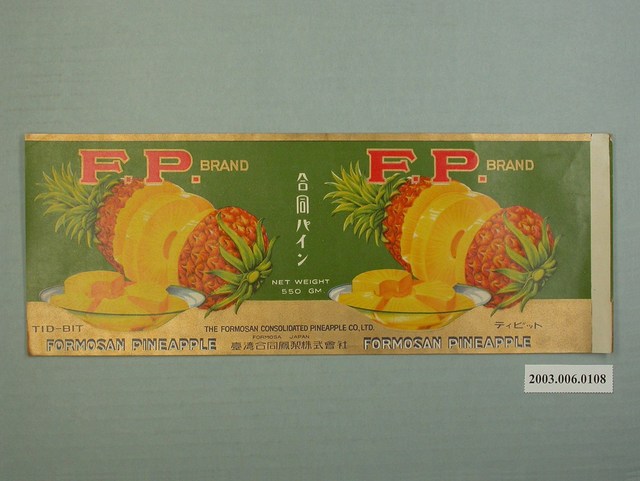 F.P. BRAND
合同パイン
NET WEIGHT
550 GM
F.P. BRAND
TID-BIT
FORMOSAN PINEAPPLE
THE FORMOSAN CONSOLIDATED PINEAPPLE CO, LTD.
FORMOSA JAPAN
臺灣合同鳳梨株式會社
ティビット
FORMOSAN PINEAPPLE
2003.006.0108